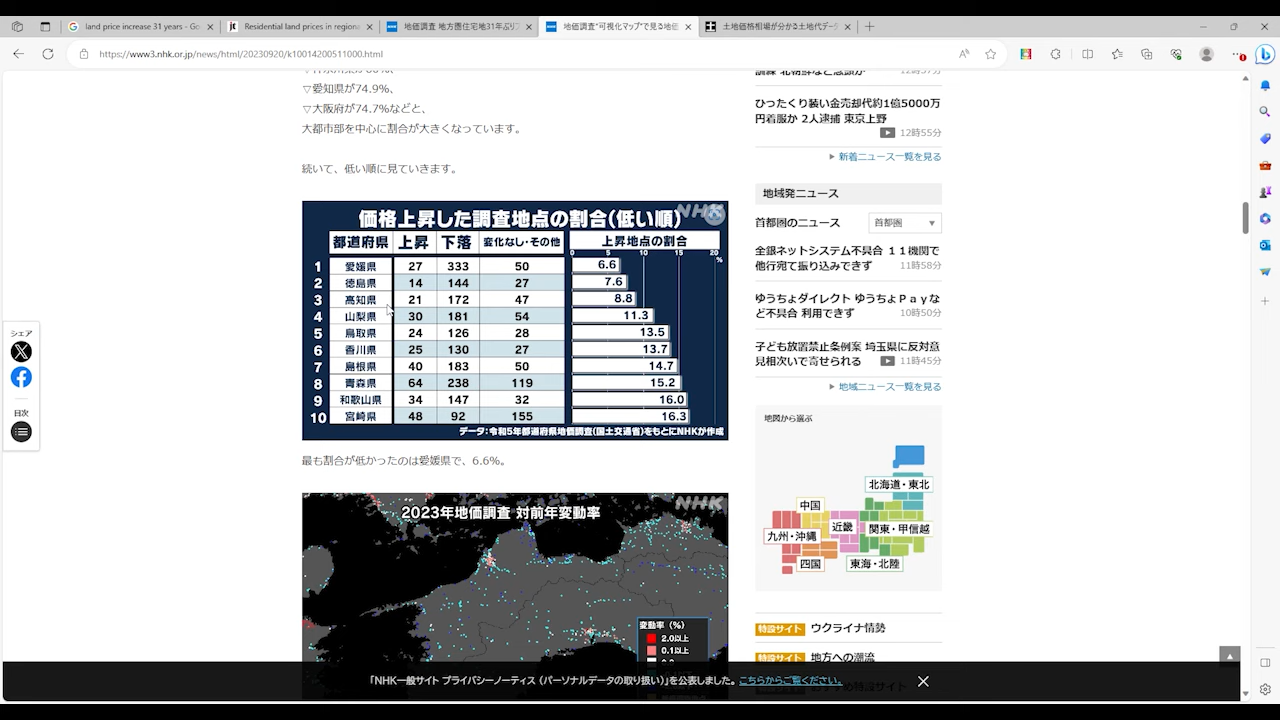 land price increase 31 years - Go
Residential land prices in regiona
地価調査 地方圏住宅地31年ぶり
地価調査"可視化マップ"で見る地価
土地価格相場が分かる土地代デー
https://www3.nhk.or.jp/news/html/20230920/k10014200511000.html
▽愛知県が74.9%、
▽大阪府が74.7%などと、
大都市部を中心に割合が大きくなっています。
続いて、低い順に見ていきます。
NHK
価格上昇した調査地点の割合(低い順)
都道府県 上昇 下落 変化なし・その他 上昇地点の割合
0 5 10 15 20
%
1 愛媛県 27 333 50 6.6
2 徳島県 14 144 27 7.6
3 高知県 21 172 47 8.8
4 山梨県 30 181 54 11.3
5 鳥取県 24 126 28 13.5
6 香川県 25 130 27 13.7
7 島根県 40 183 50 14.7
8 青森県 64 238 119 15.2
9 和歌山県 34 147 32 16.0
10 宮崎県 48 92 155 16.3
データ:令和5年都道府県地価調査(国土交通省)をもとにNHKが作成
最も割合が低かったのは愛媛県で、6.6%。
NHK
2023年地価調査 対前年変動率
変動率(%)
2.0以上
0.1以上
シェア
目次
12時57分
ひったくり装い金売却代約1億5000万
円着服か 2人逮捕 東京上野
12時55分
新着ニュース一覧を見る
地域発ニュース
首都圏のニュース
首都圏
全銀ネットシステム不具合 11機関で
他行宛て振り込みできず
11時58分
ゆうちょダイレクト ゆうちょPayな
ど不具合 利用できず
10時50分
子ども放置禁止条例案 埼玉県に反対意
見相次いで寄せられる
11時45分
地域ニュース一覧を見る
地図から選ぶ
北海道・東北
中国
近畿
関東・甲信越
九州・沖縄
四国
東海・北陸
特設サイト ウクライナ情勢
特設サイト 地方への潮流
「NHK一般サイト プライバシーノーティス(パーソナルデータの取り扱い)」を公表しました。こちらからご覧ください。